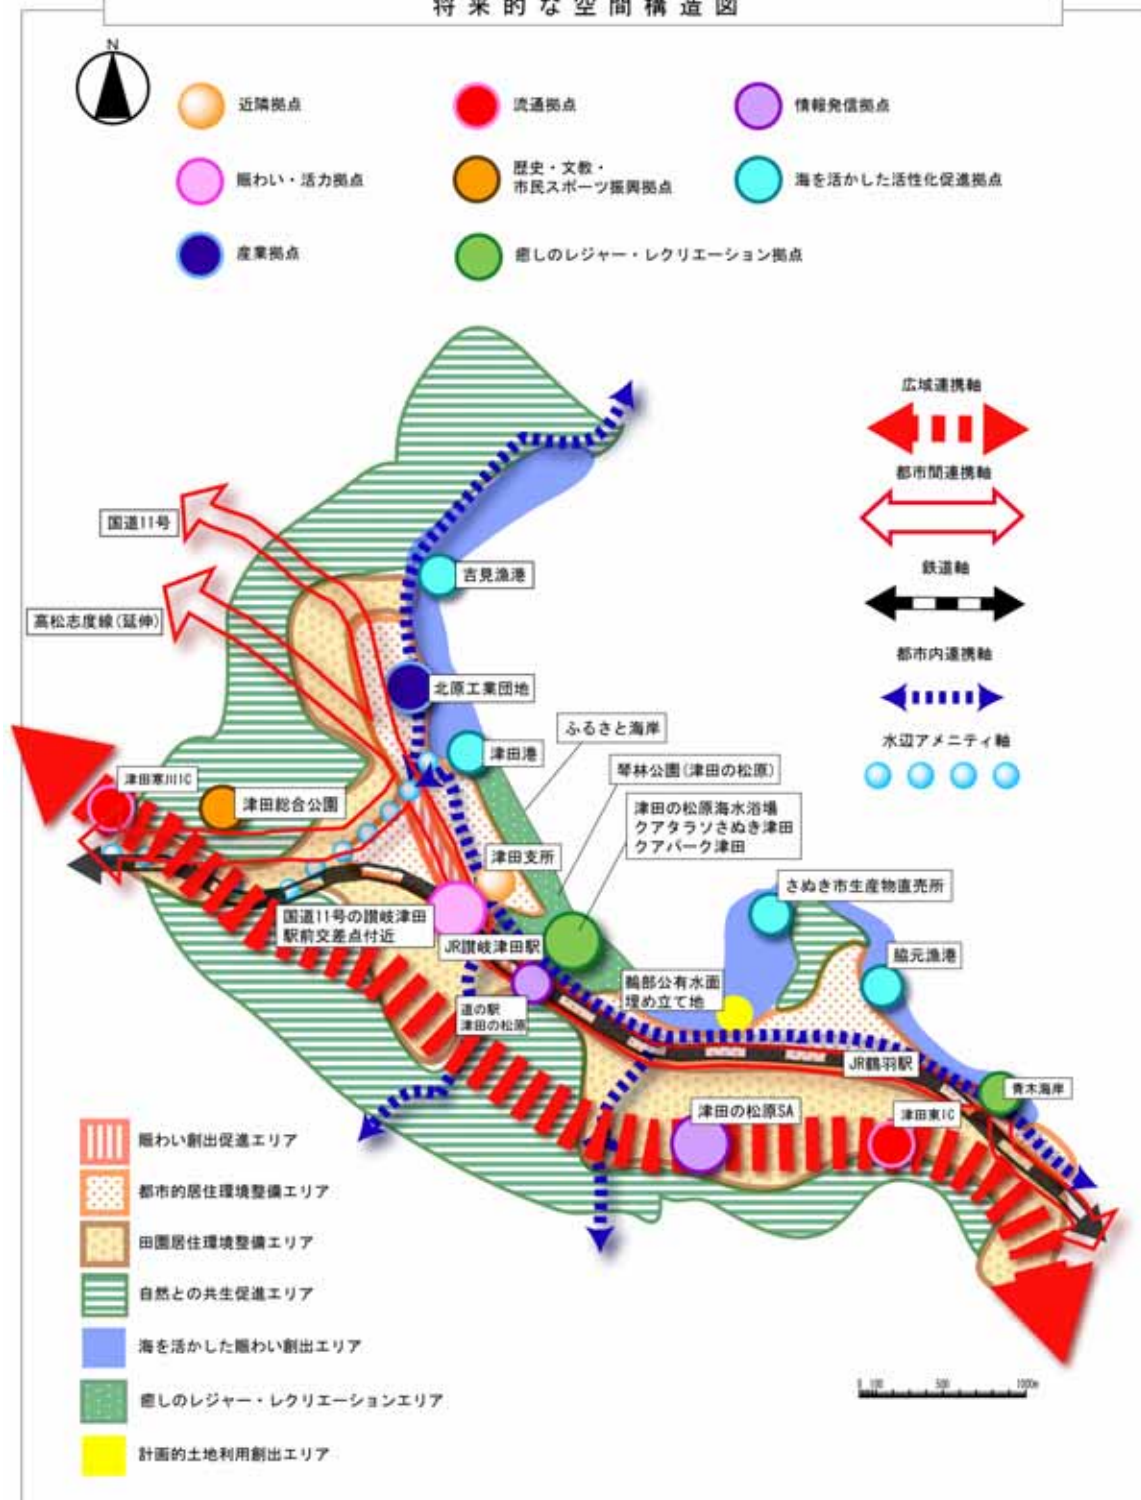 将来的な空間構造図
N
近隣拠点
流通拠点
情報発信拠点
賑わい・活力拠点
歴史・文教・
市民スポーツ振興拠点
海を活かした活性化促進拠点
産業拠点
癒しのレジャー・レクリエーション拠点
広域連携軸
都市間連携軸
鉄道軸
都市内連携軸
水辺アメニティ軸
国道11号
高松志度線(延伸)
吉見漁港
北原工業団地
津田港
ふるさと海岸
琴林公園(津田の松原)
津田の松原海水浴場
クアタラソさぬき津田
クアパーク津田
津田寒川IC
津田総合公園
津田支所
国道11号の讃岐津田
駅前交差点付近
JR讃岐津田駅
道の駅
津田の松原
さぬき市生産物直売所
脇元漁港
鵜部公有水面
埋め立て地
JR鶴羽駅
青木海岸
津田の松原SA
津田東IC
賑わい創出促進エリア
都市的居住環境整備エリア
田園居住環境整備エリア
自然との共生促進エリア
海を活かした賑わい創出エリア
癒しのレジャー・レクリエーションエリア
計画的土地利用創出エリア
0 100 500 1000m